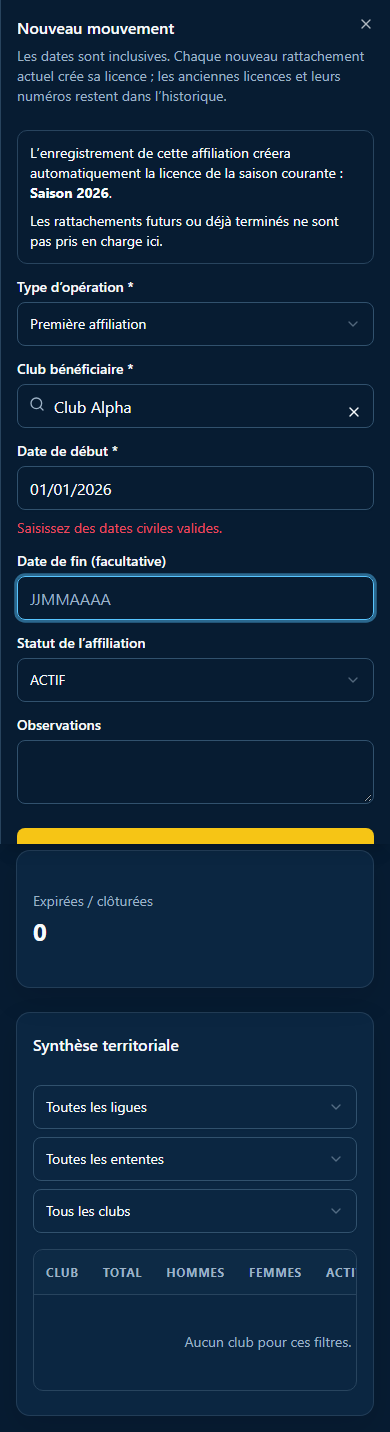 Nouveau mouvement
Les dates sont inclusives. Chaque nouveau rattachement
actuel crée sa licence ; les anciennes licences et leurs
numéros restent dans l’historique.
L’enregistrement de cette affiliation créera
automatiquement la licence de la saison courante :
Saison 2026.
Les rattachements futurs ou déjà terminés ne sont
pas pris en charge ici.
Type d’opération *
Première affiliation
Club bénéficiaire *
Club Alpha
Date de début *
01/01/2026
Saisissez des dates civiles valides.
Date de fin (facultative)
JJMMAAAA
Statut de l’affiliation
ACTIF
Observations
Expirées / clôturées
0
Synthèse territoriale
Toutes les ligues
Toutes les ententes
Tous les clubs
CLUB TOTAL HOMMES FEMMES ACTI
Aucun club pour ces filtres.